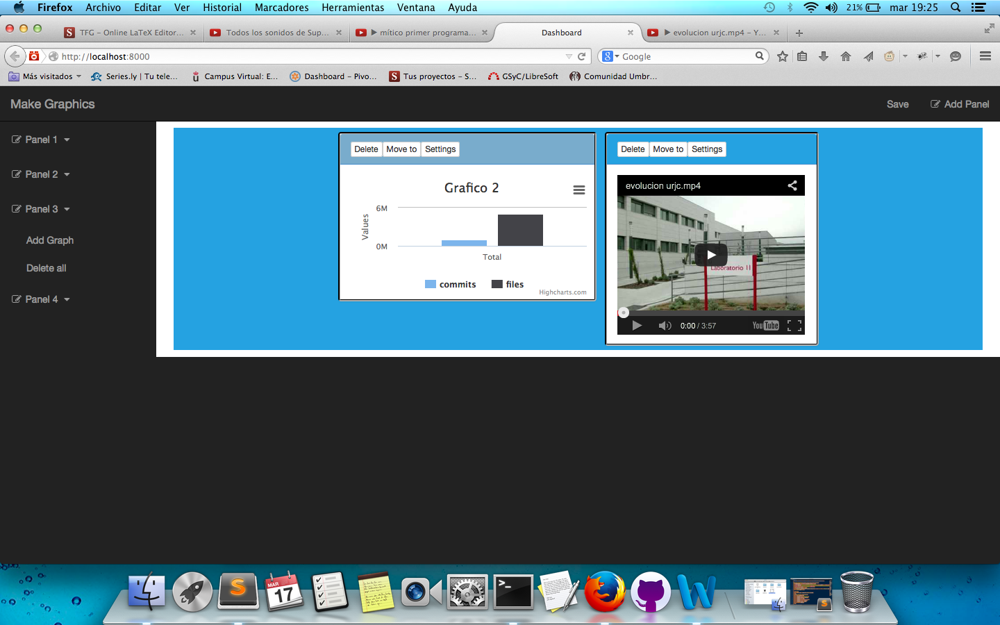 Firefox Archivo Editar Ver Historial Marcadores Herramientas Ventana Ayuda 21% mar 19:25
TFG - Online LaTeX Editor... Todos los sonidos de Sup... ▶ mítico primer programa... Dashboard ▶ evolucion urjc.mp4 - Y...
http://localhost:8000 Google
Más visitados Series.ly | Tu tele... Campus Virtual: E... Dashboard - Pivo... Tus proyectos - S... GSyC/LibreSoft Comunidad Umbr...
Make Graphics Save Add Panel
Panel 1
Panel 2
Panel 3
Add Graph
Delete all
Panel 4
Delete Move to Settings
Grafico 2
Values
6M
0M
Total
commits files
Highcharts.com
Delete Move to Settings
evolucion urjc.mp4
Laboratorio II
0:00 / 3:57 YouTube
MAR
17